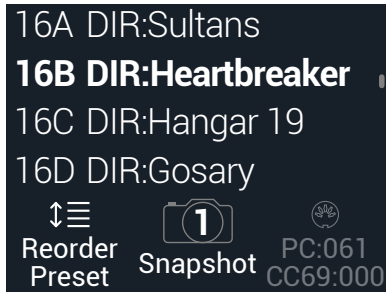 16A DIR:Sultans
16B DIR:Heartbreaker
16C DIR:Hangar 19
16D DIR:Gosary
1
Reorder
Preset
Snapshot
PC:061
CC69:000